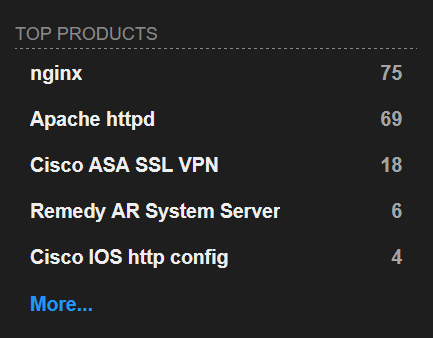 TOP PRODUCTS
nginx 75
Apache httpd 69
Cisco ASA SSL VPN 18
Remedy AR System Server 6
Cisco IOS http config 4
More...